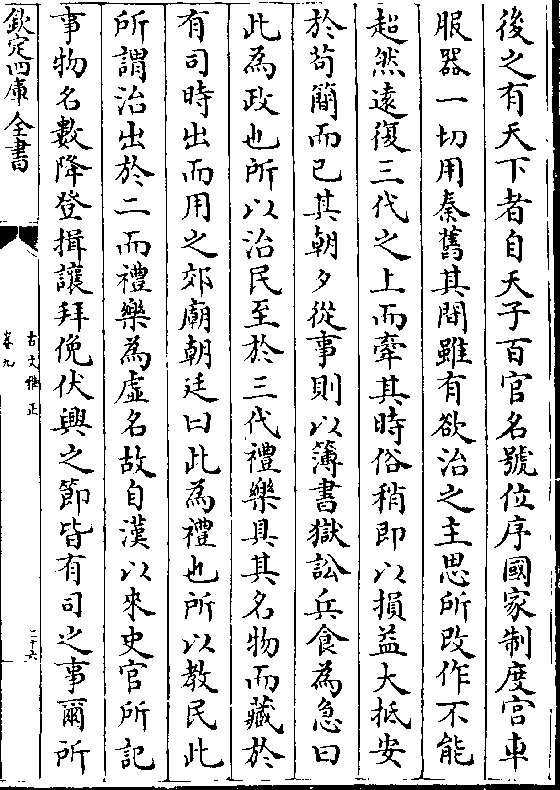 後之有天下者自天子百官名號位序國家制度宫車
服器一切用秦舊其閒雖有欲治之主思所改作不能
超然遠復三代之上而牽其時俗稍即以損益大抵安
於苟簡而已其朝夕從事則以簿書獄訟兵食為急曰
此為政也所以治民至於三代禮樂具其名物而藏於
有司時出而用之郊廟朝廷曰此為禮也所以教民此
所謂治出於二而禮樂為虛名故自漢以來史官所記
事物名數降登揖讓拜俛伏興之節皆有司之事爾所
欽定四庫全書
古文雅正
卷九
二十六